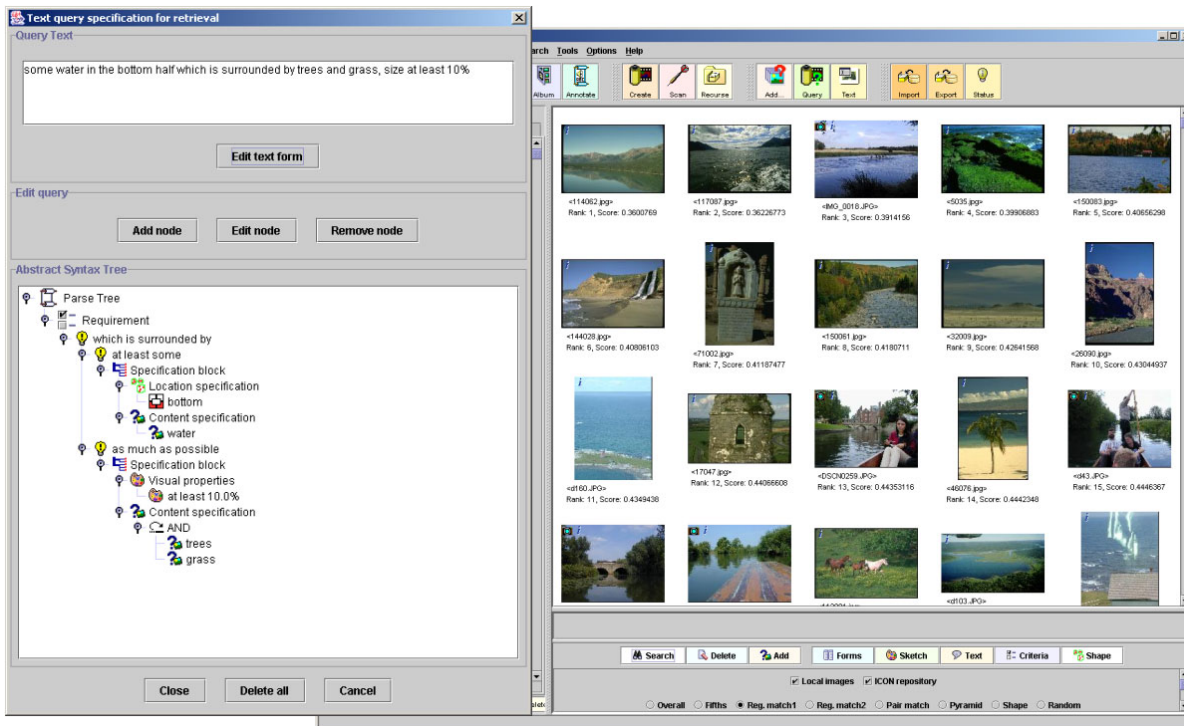 Text query specification for retrieval
Query Text
some water in the bottom half which is surrounded by trees and grass, size at least 10%
Edit text form
Edit query
Add node Edit node Remove node
Abstract Syntax Tree
Parse Tree
Requirement
which is surrounded by
at least some
Specification block
Location specification
bottom
Content specification
water
as much as possible
Specification block
Visual properties
at least 10.0%
Content specification
AND
trees
grass
Close Delete all Cancel
arch Tools Options Help
Album Annotate Create Scan Recurse Add... Query Text Import Export Status
<114062.jpg> <117087.jpg> <IMG_0018.JPG> <5035.jpg> <150083.jpg>
Rank: 1, Score: 0.3600769 Rank: 2, Score: 0.36226773 Rank: 3, Score: 0.3914156 Rank: 4, Score: 0.39906883 Rank: 5, Score: 0.40656298
<144028.jpg> <71002.jpg> <150061.jpg> <32009.jpg> <26090.jpg>
Rank: 6, Score: 0.40806103 Rank: 7, Score: 0.41187477 Rank: 8, Score: 0.4180711 Rank: 9, Score: 0.42641568 Rank: 10, Score: 0.43044937
<d160.JPG> <17047.jpg> <DSCN0259.JPG> <46076.jpg> <d43.JPG>
Rank: 11, Score: 0.4349438 Rank: 12, Score: 0.44066608 Rank: 13, Score: 0.44353116 Rank: 14, Score: 0.4442348 Rank: 15, Score: 0.4446367
<d103.JPG>
Search Delete Add Forms Sketch Text Criteria Shape
Local images ICON repository
Overall Fifths Reg. match1 Reg. match2 Pair match Pyramid Shape Random